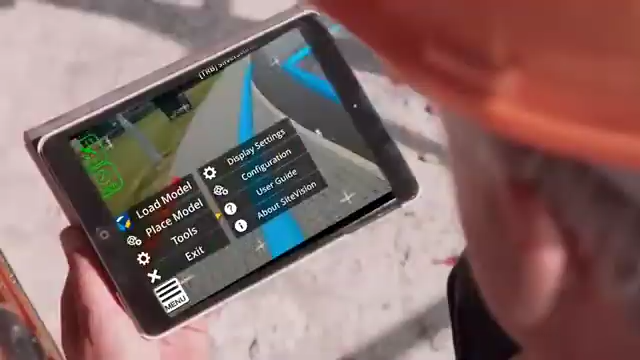 Load Model
Place Model
Tools
Exit
MENU
Display Settings
Configuration
User Guide
About SiteVision